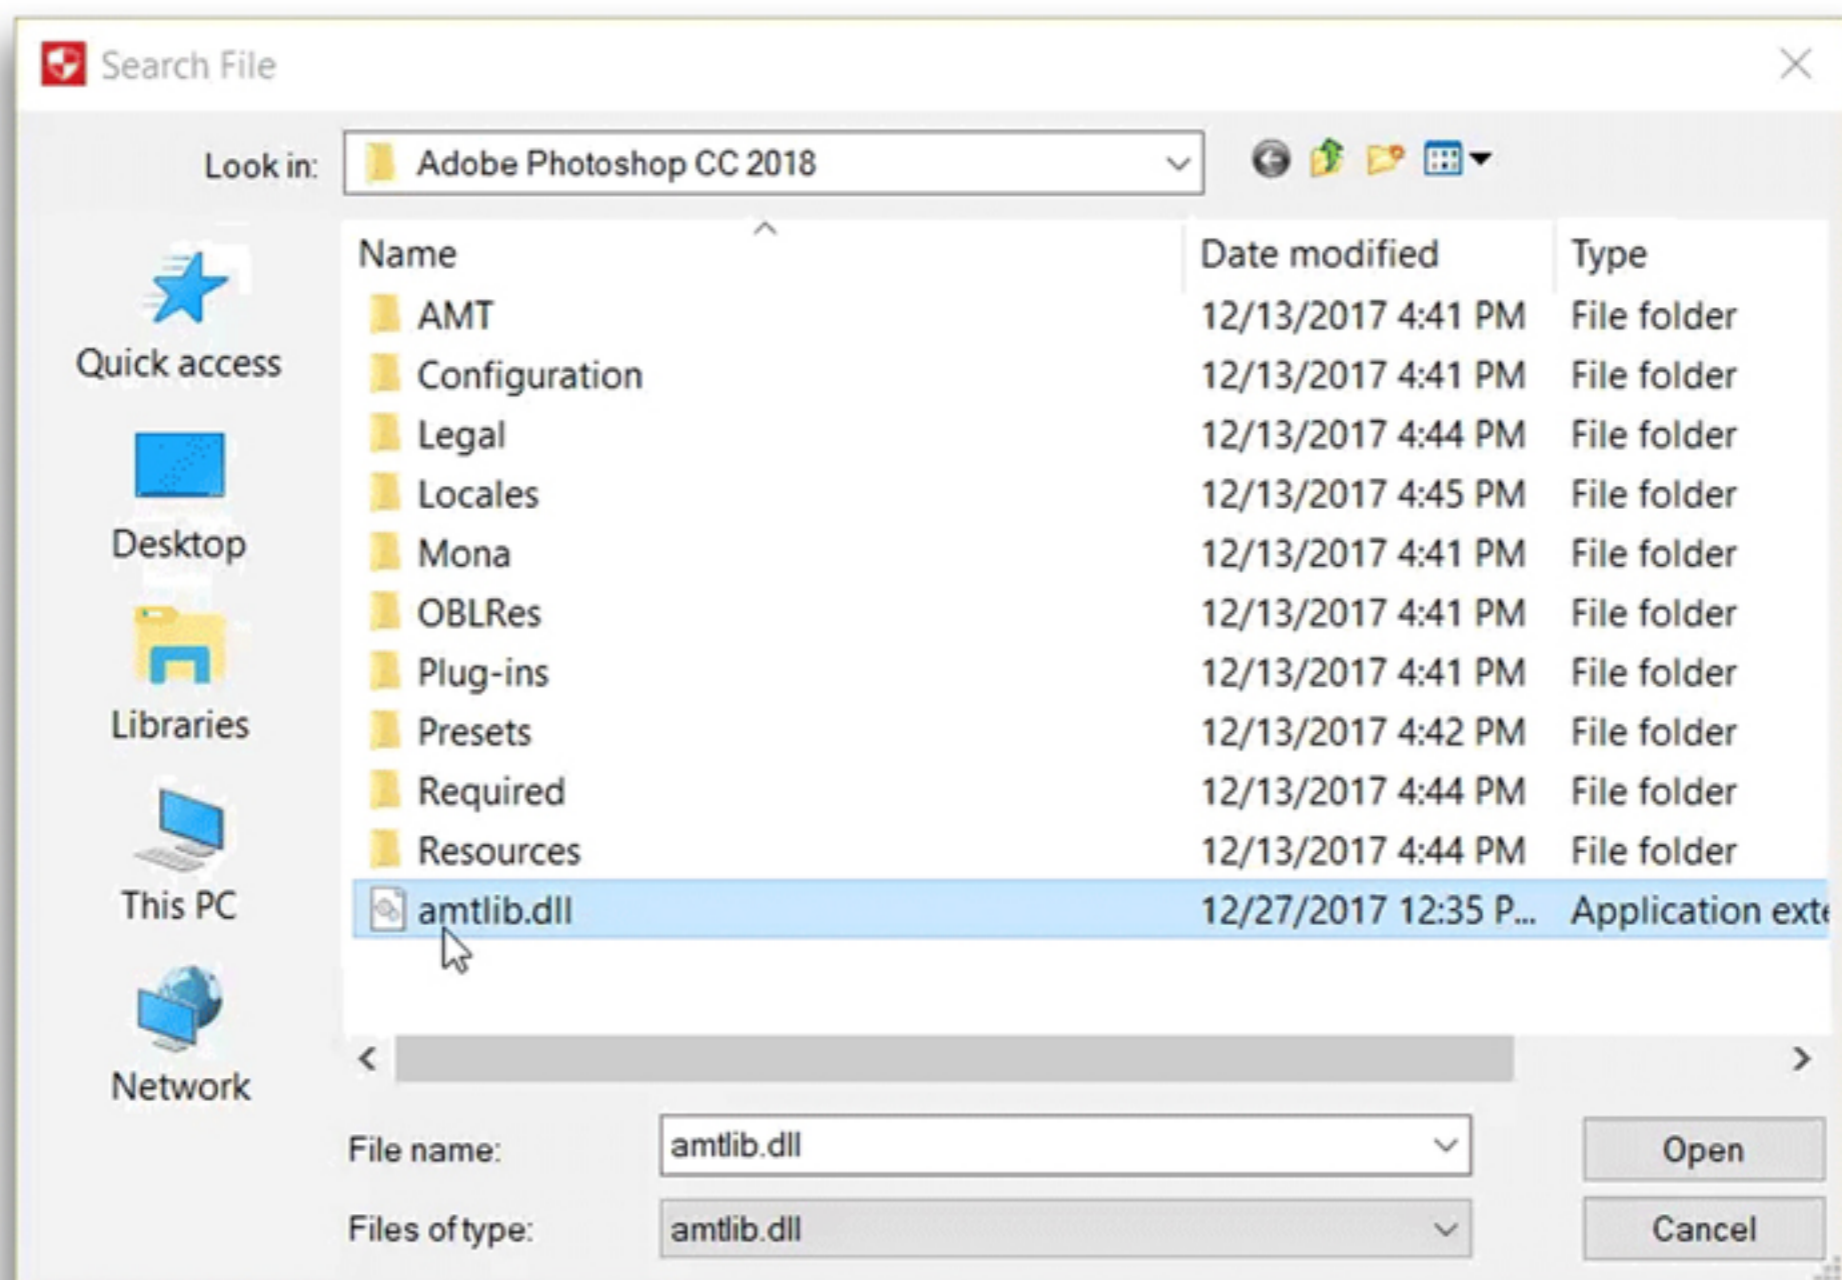 Search File
Look in: Adobe Photoshop CC 2018
Name Date modified Type
AMT 12/13/2017 4:41 PM File folder
Configuration 12/13/2017 4:41 PM File folder
Legal 12/13/2017 4:44 PM File folder
Locales 12/13/2017 4:45 PM File folder
Mona 12/13/2017 4:41 PM File folder
OBLRes 12/13/2017 4:41 PM File folder
Plug-ins 12/13/2017 4:41 PM File folder
Presets 12/13/2017 4:42 PM File folder
Required 12/13/2017 4:44 PM File folder
Resources 12/13/2017 4:44 PM File folder
amtlib.dll 12/27/2017 12:35 P... Application exte
Quick access
Desktop
Libraries
This PC
Network
File name: amtlib.dll Open
Files of type: amtlib.dll Cancel